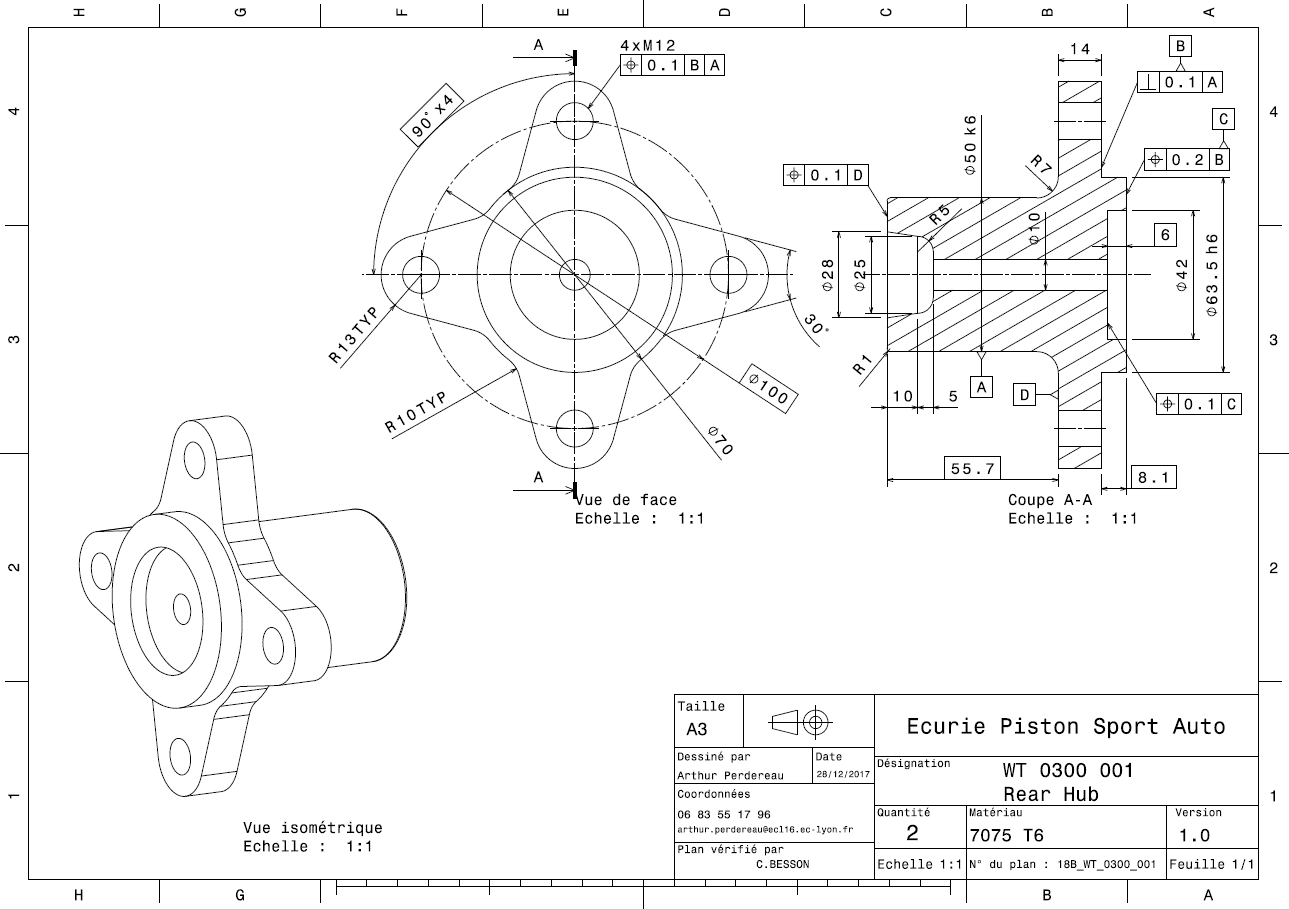 H G F E D C B A
4
4
3
3
2
2
1
1
A
4xM12
0.1 B A
90° x4
R13TYP
R10TYP
Ø100
Ø70
30°
A
Vue de face
Echelle : 1:1
14
B
0.1 A
C
0.2 B
Ø50 k6
R7
0.1 D
R5
Ø10
6
Ø28
Ø25
Ø42
Ø63.5 h6
R1
10
5
A
D
0.1 C
55.7
8.1
Coupe A-A
Echelle : 1:1
Vue isométrique
Echelle : 1:1
Taille
A3
Ecurie Piston Sport Auto
Dessiné par
Arthur Perdereau
Date
28/12/2017
Désignation
WT 0300 001
Rear Hub
Coordonnées
06 83 55 17 96
arthur.perdereau@ecl16.ec-lyon.fr
Quantité
2
Matériau
7075 T6
Version
1.0
Plan vérifié par
C.BESSON
Echelle 1:1
N° du plan : 18B_WT_0300_001
Feuille 1/1
H G B A